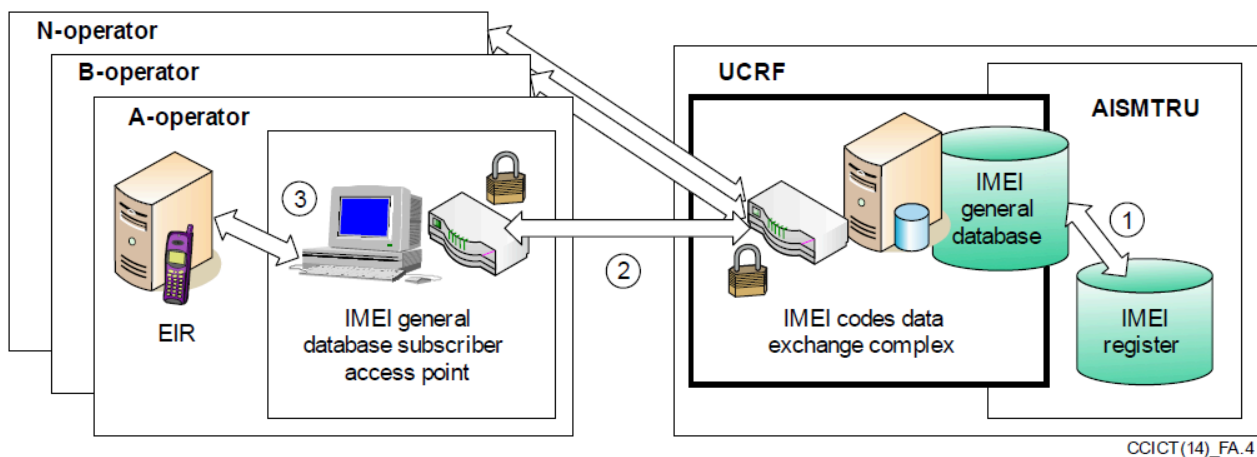 N-operator
B-operator
A-operator
UCRF
AISMTRU
3
2
1
EIR
IMEI general
database subscriber
access point
IMEI codes data
exchange complex
IMEI
general
database
IMEI
register
CCICT(14)_FA.4